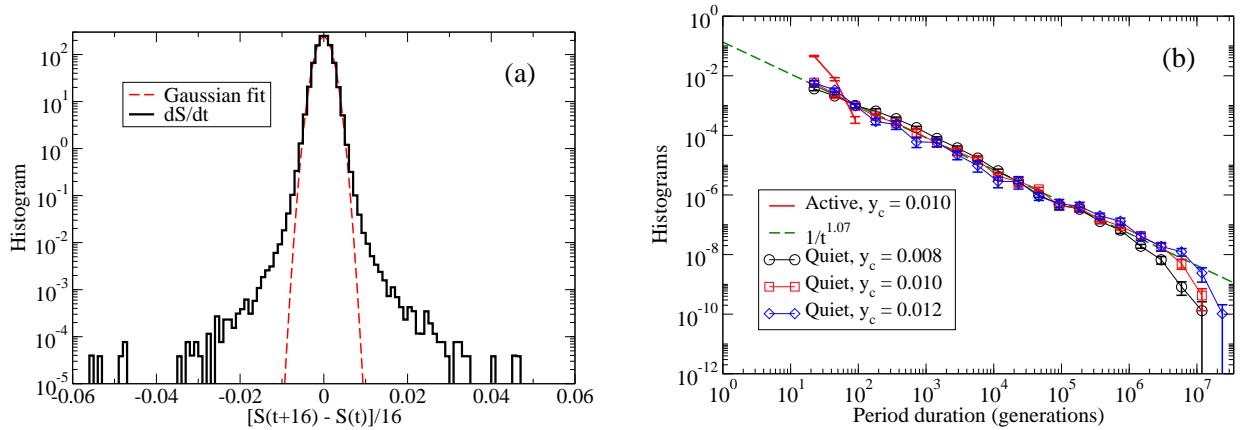 (a)
Gaussian fit
dS/dt
Histogram
10^2
10^1
10^0
10^-1
10^-2
10^-3
10^-4
10^-5
-0.06 -0.04 -0.02 0 0.02 0.04 0.06
[S(t+16) - S(t)]/16
(b)
Histograms
10^0
10^-2
10^-4
10^-6
10^-8
10^-10
10^-12
Active, y_c = 0.010
1/t^1.07
Quiet, y_c = 0.008
Quiet, y_c = 0.010
Quiet, y_c = 0.012
10^0 10^1 10^2 10^3 10^4 10^5 10^6 10^7
Period duration (generations)